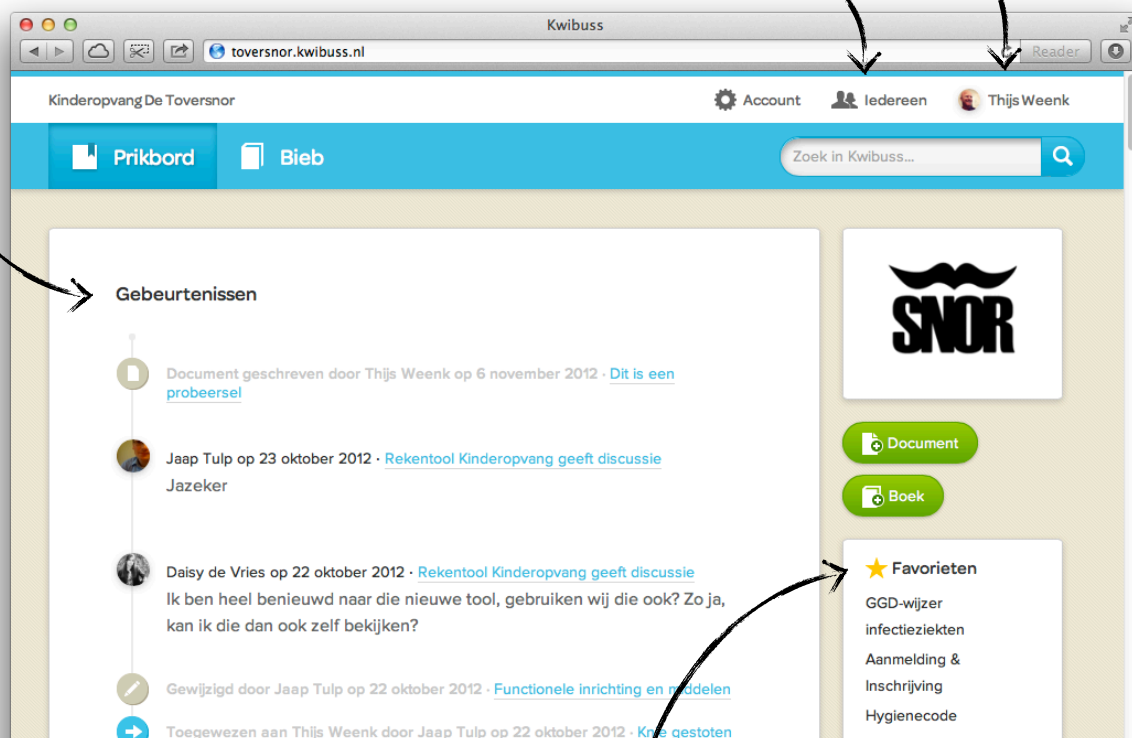 Kwibuss
toversnor.kwibuss.nl
Reader
Kinderopvang De Toversnor
Account
Iedereen
Thijs Weenk
Prikbord
Bieb
Zoek in Kwibuss...
Gebeurtenissen
Document geschreven door Thijs Weenk op 6 november 2012 · Dit is een
probeersel
Jaap Tulp op 23 oktober 2012 · Rekentool Kinderopvang geeft discussie
Jazeker
Daisy de Vries op 22 oktober 2012 · Rekentool Kinderopvang geeft discussie
Ik ben heel benieuwd naar die nieuwe tool, gebruiken wij die ook? Zo ja,
kan ik die dan ook zelf bekijken?
Gewijzigd door Jaap Tulp op 22 oktober 2012 · Functionele inrichting en middelen
Toegewezen aan Thijs Weenk door Jaap Tulp op 22 oktober 2012 · Knie gestoten
SNOR
Document
Boek
Favorieten
GGD-wijzer
infectieziekten
Aanmelding &
Inschrijving
Hygienecode